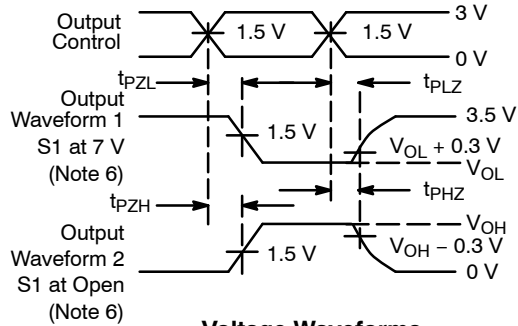 Output
Control
1.5 V
1.5 V
3 V
0 V
tPZL
tPLZ
Output
Waveform 1
S1 at 7 V
(Note 6)
1.5 V
3.5 V
VOL + 0.3 V
VOL
tPZH
tPHZ
Output
Waveform 2
S1 at Open
(Note 6)
1.5 V
VOH
VOH − 0.3 V
0 V
Voltage Waveforms